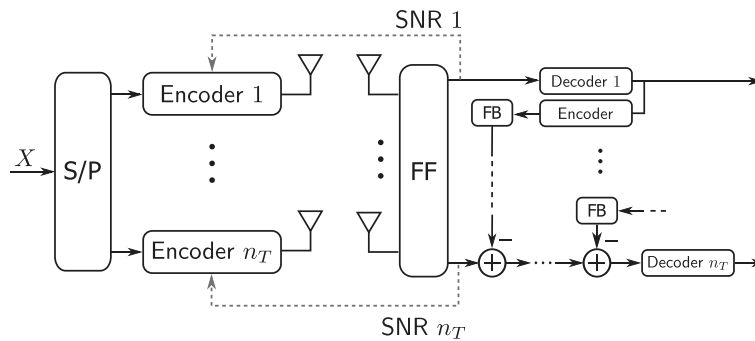 SNR 1
Encoder 1
Decoder 1
FB
Encoder
X
S/P
FF
FB
Encoder n_T
Decoder n_T
SNR n_T